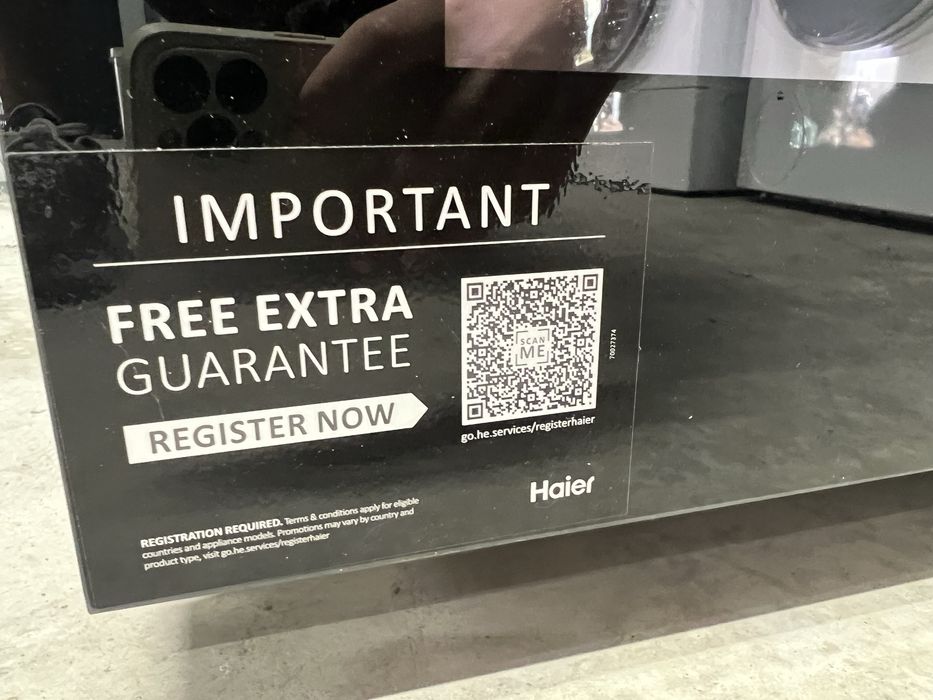 IMPORTANT
FREE EXTRA
GUARANTEE
REGISTER NOW
SCAN
ME
70027374
go.he.services/registerhaier
Haier
REGISTRATION REQUIRED. Terms & conditions apply for eligible
countries and appliance models. Promotions may vary by country and
product type, visit go.he.services/registerhaier